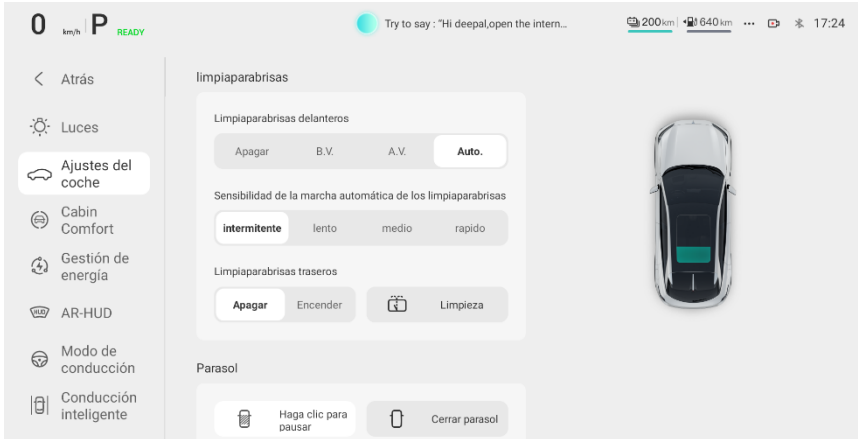 0 km/h P READY
Try to say : "Hi deepal,open the intern...
200km 640km ... 17:24
Atrás
Luces
Ajustes del
coche
Cabin
Comfort
Gestión de
energía
HUD AR-HUD
Modo de
conducción
Conducción
inteligente
limpiaparabrisas
Limpiaparabrisas delanteros
Apagar B.V. A.V. Auto.
Sensibilidad de la marcha automática de los limpiaparabrisas
intermitente lento medio rapido
Limpiaparabrisas traseros
Apagar Encender Limpieza
Parasol
Haga clic para
pausar
Cerrar parasol